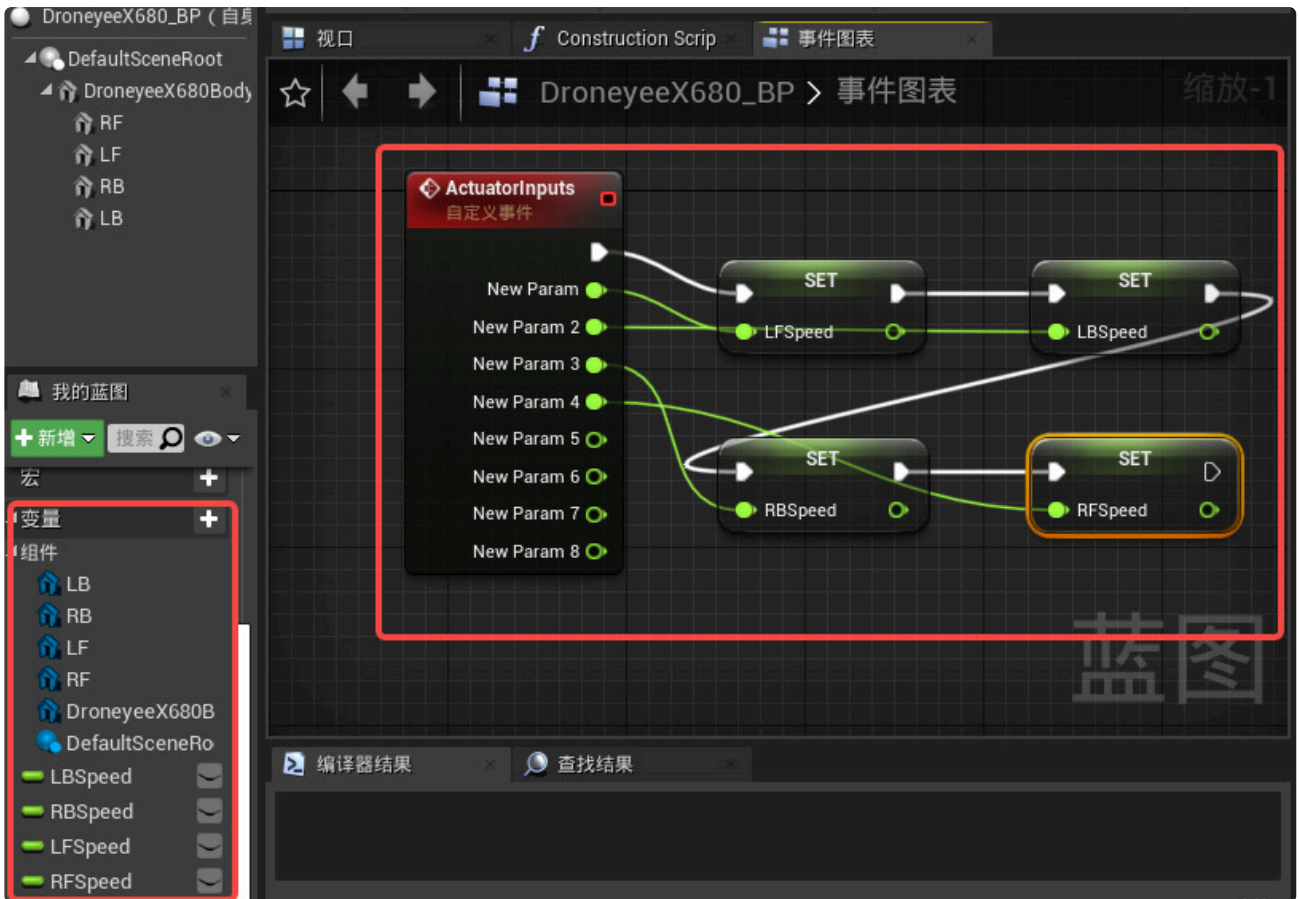 DroneyeeX680_BP ( 自身
DefaultSceneRoot
DroneyeeX680Body
RF
LF
RB
LB
我的蓝图
新增
搜索
宏
变量
组件
LB
RB
LF
RF
DroneyeeX680B
DefaultSceneRo
LBSpeed
RBSpeed
LFSpeed
RFSpeed
视口
Construction Scrip
事件图表
DroneyeeX680_BP > 事件图表
缩放-1
ActuatorInputs
自定义事件
New Param
New Param 2
New Param 3
New Param 4
New Param 5
New Param 6
New Param 7
New Param 8
SET
LFSpeed
SET
LBSpeed
SET
RBSpeed
SET
RFSpeed
蓝图
编译器结果
查找结果